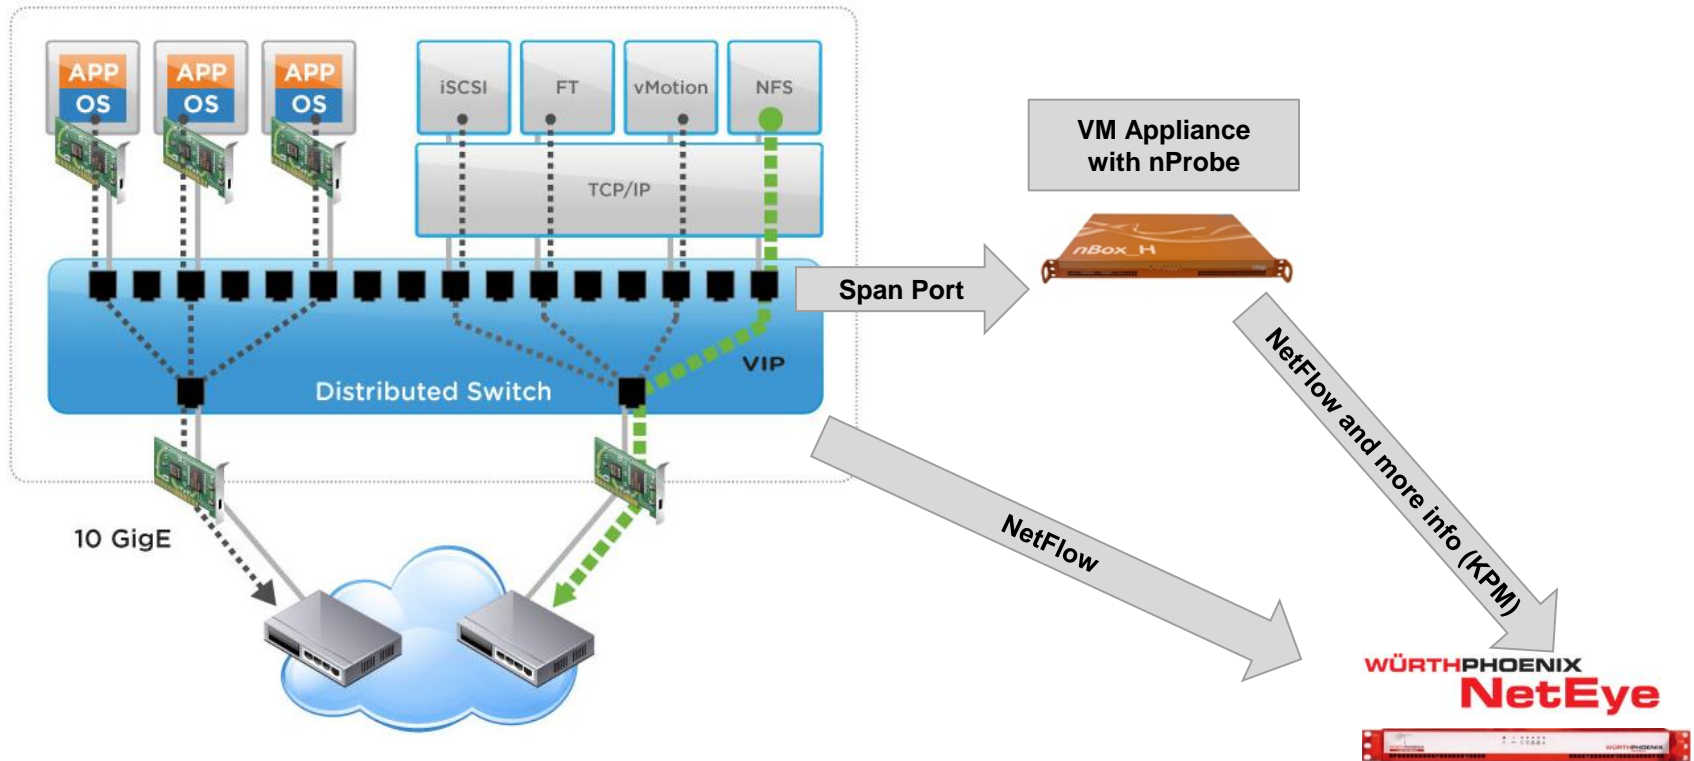 APP
OS
APP
OS
APP
OS
iSCSI
FT
vMotion
NFS
TCP/IP
VM Appliance
with nProbe
nBox_H
Span Port
VIP
Distributed Switch
NetFlow and more info (KPM)
NetFlow
10 GigE
WÜRTHPHOENIX
NetEye
WÜRTHPHOENIX